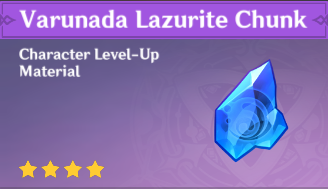 Varunada Lazurite Chunk
Character Level-Up
Material